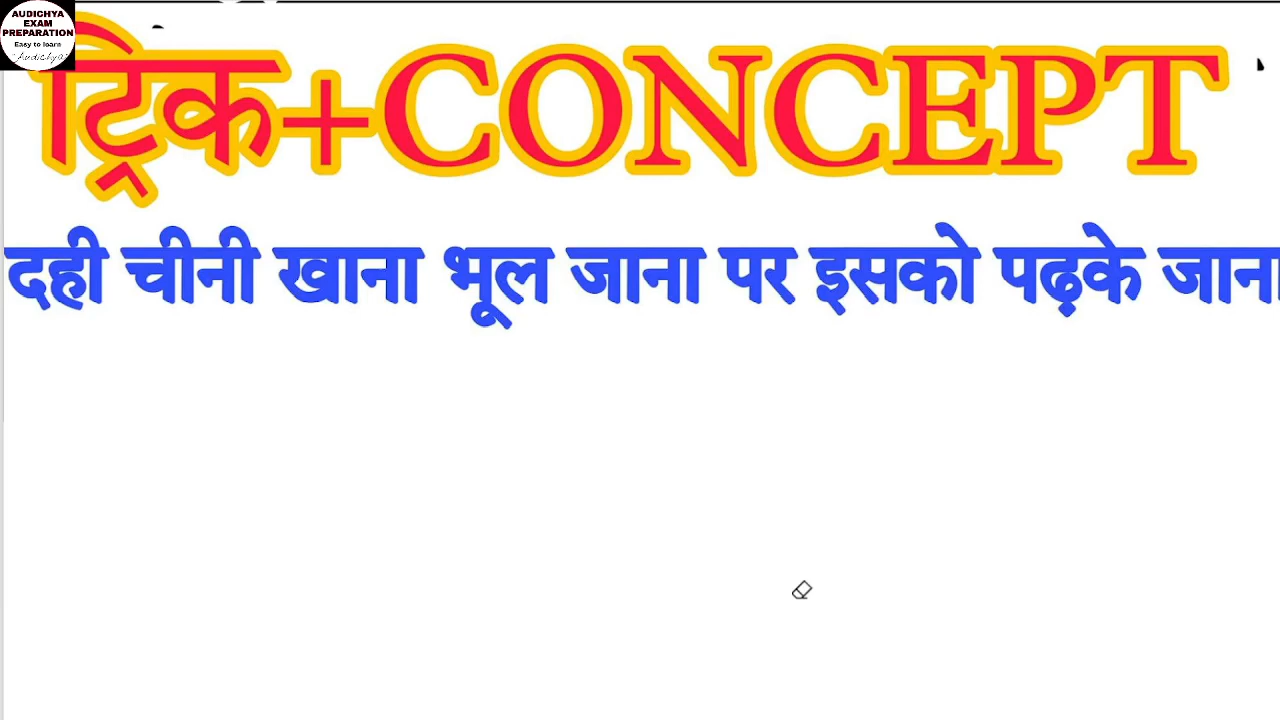 AUDICHYA
EXAM
PREPARATION
Easy to learn
ट्रिक+CONCEPT
दही चीनी खाना भूल जाना पर इसको पढ़के जाना